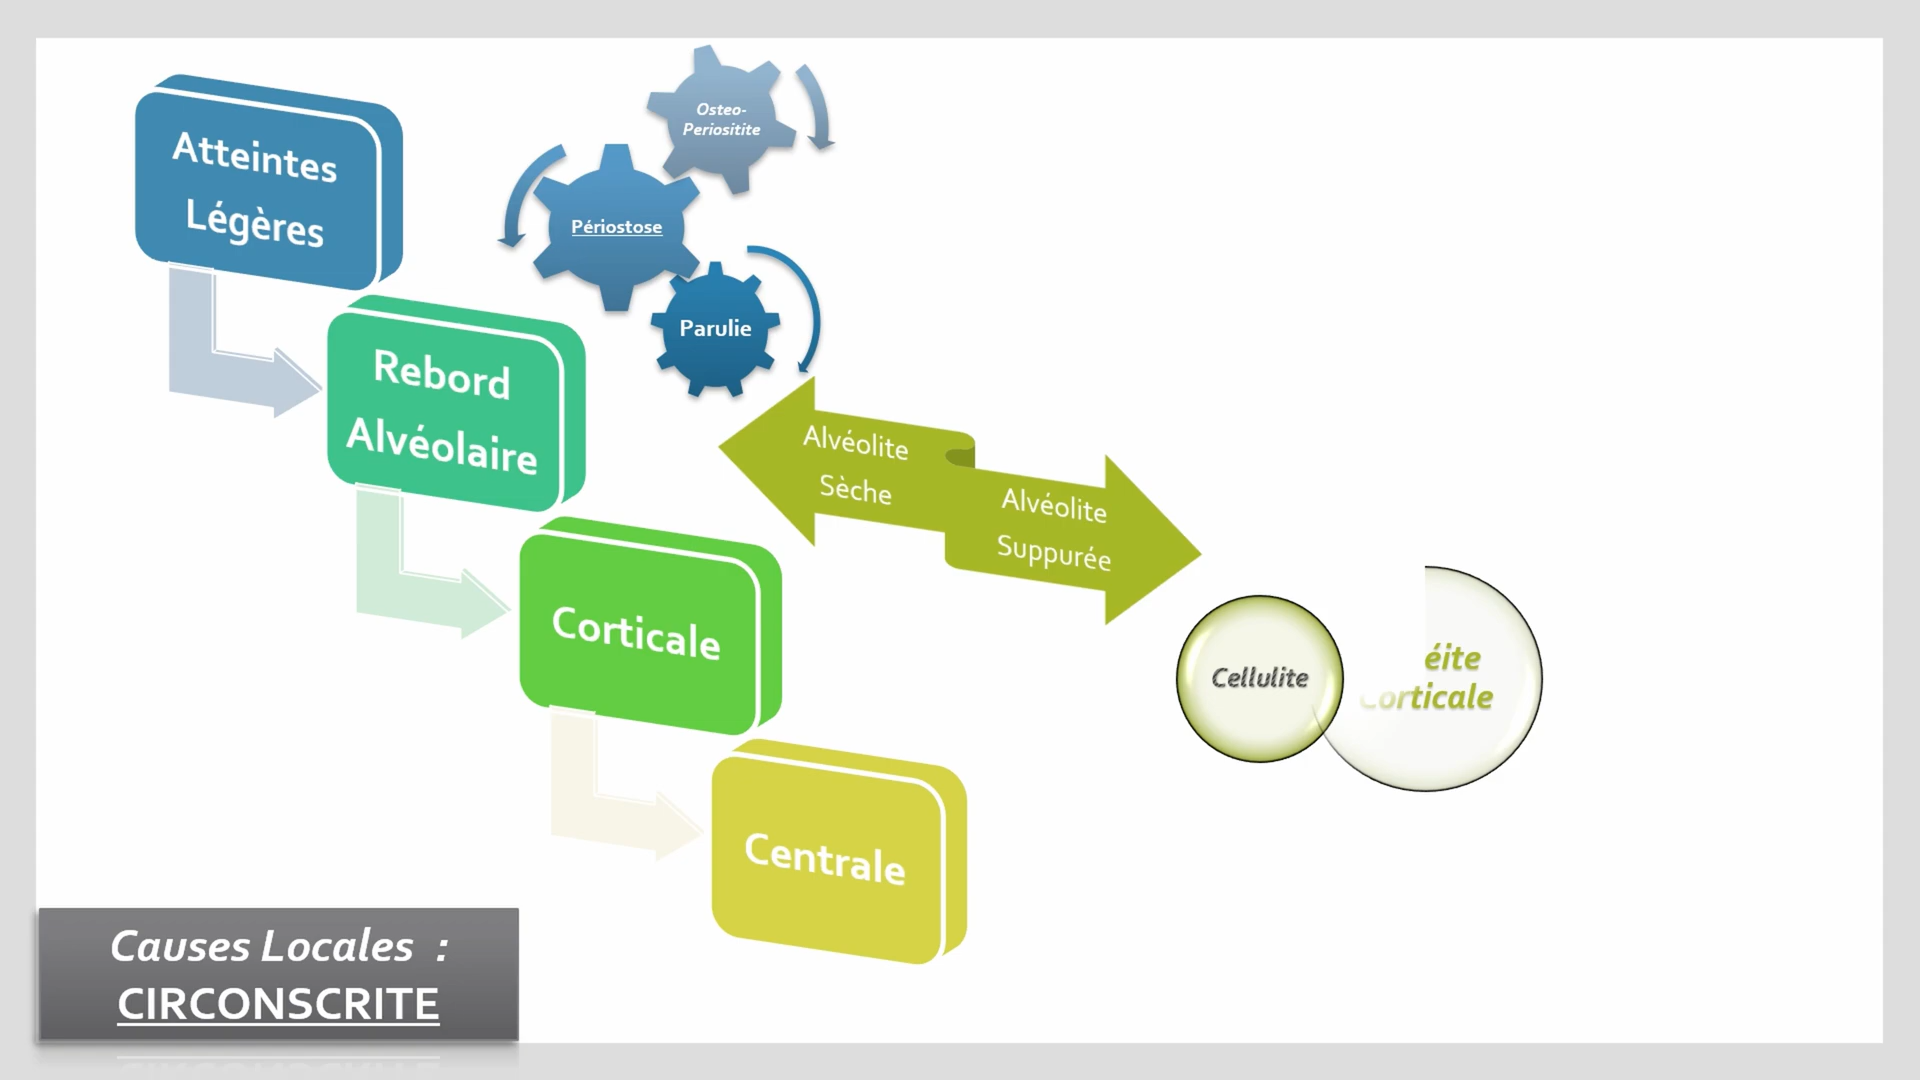 Atteintes
Légères
Osteo-
Periositite
Périostose
Parulie
Rebord
Alvéolaire
Alvéolite
Sèche
Alvéolite
Suppurée
Corticale
Cellulite
éite
Corticale
Centrale
Causes Locales :
CIRCONSCRITE